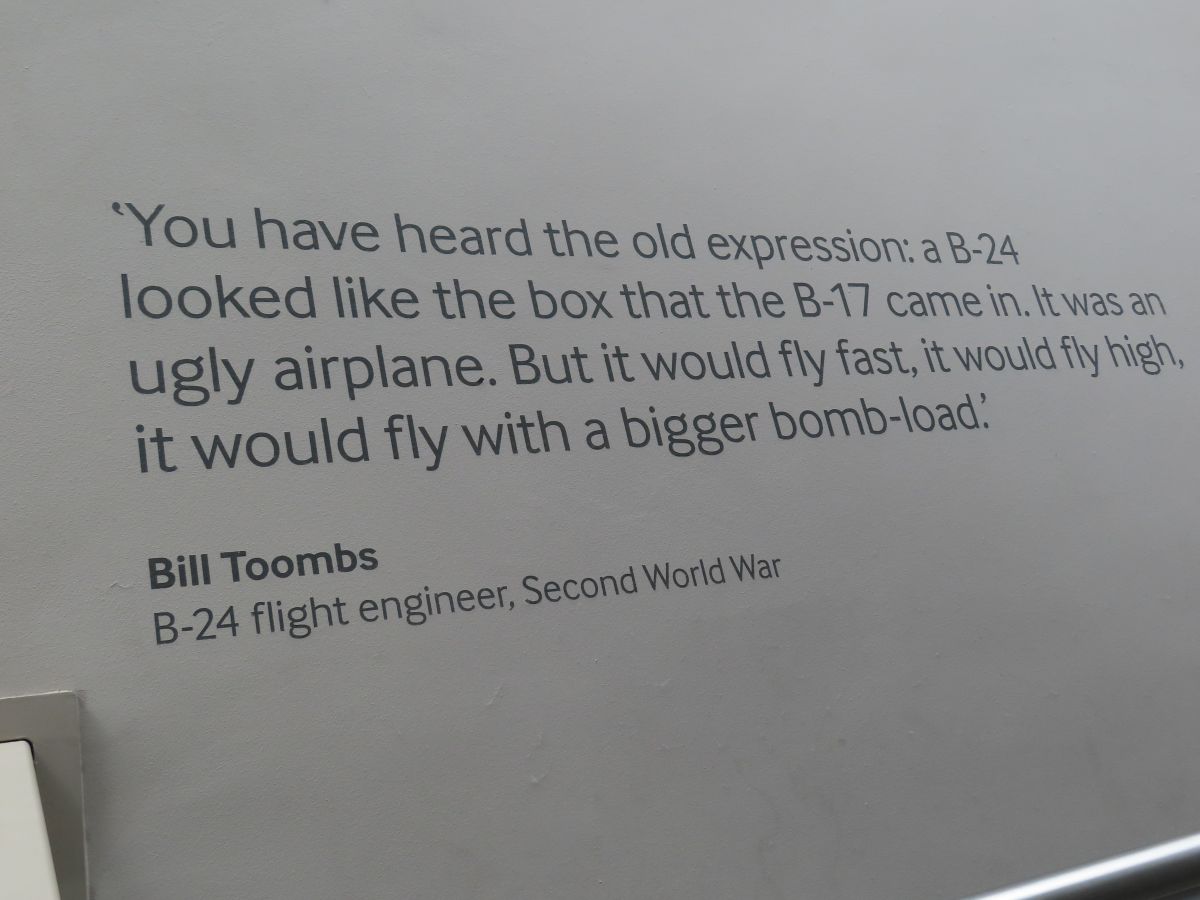 ‘You have heard the old expression: a B-24
looked like the box that the B-17 came in. It was an
ugly airplane. But it would fly fast, it would fly high,
it would fly with a bigger bomb-load.’
Bill Toombs
B-24 flight engineer, Second World War